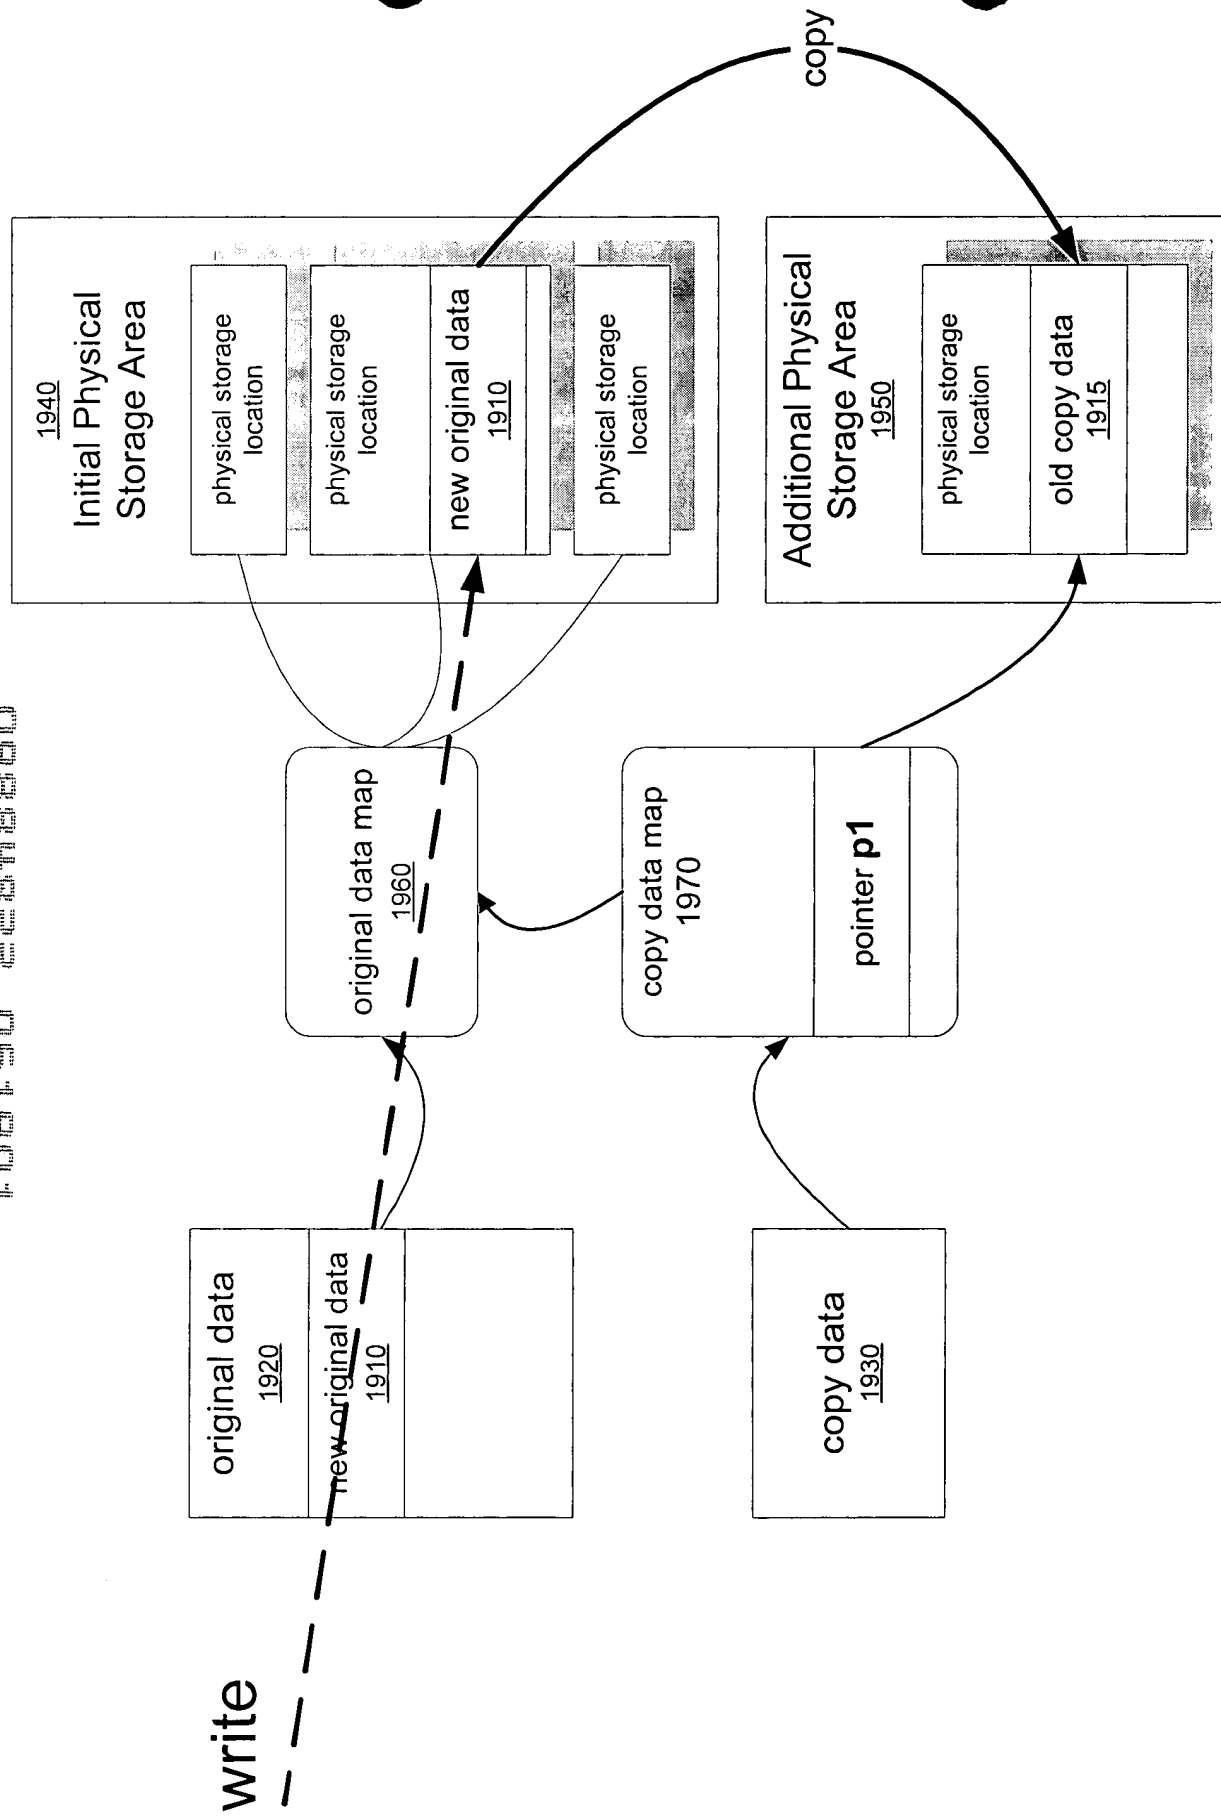 write
original data
1920
new original data
1910
copy data
1930
original data map
1960
copy data map
1970
pointer p1
1940
Initial Physical
Storage Area
physical storage
location
physical storage
location
new original data
1910
physical storage
location
Additional Physical
Storage Area
1950
physical storage
location
old copy data
1915
copy